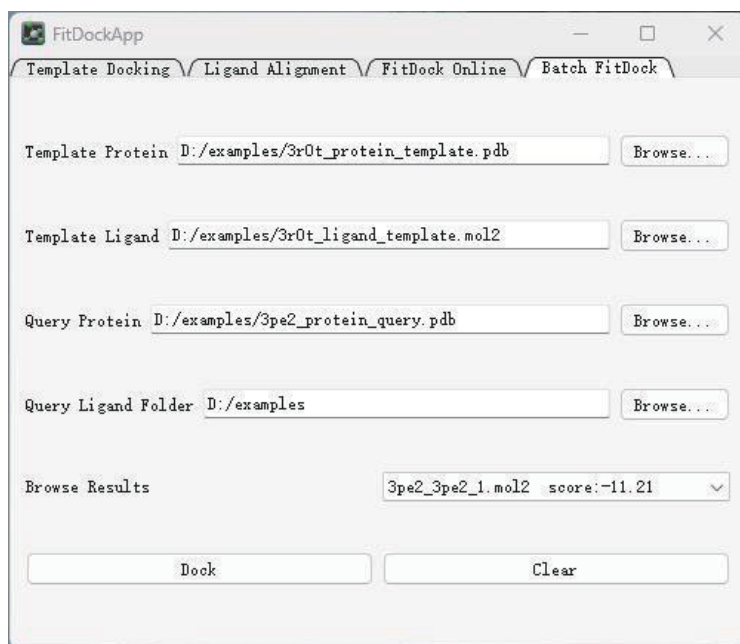 FitDockApp
Template Docking Ligand Alignment FitDock Online Batch FitDock
Template Protein D:/examples/3r0t_protein_template.pdb Browse...
Template Ligand D:/examples/3r0t_ligand_template.mol2 Browse...
Query Protein D:/examples/3pe2_protein_query.pdb Browse...
Query Ligand Folder D:/examples Browse...
Browse Results 3pe2_3pe2_1.mol2 score:-11.21
Dock Clear